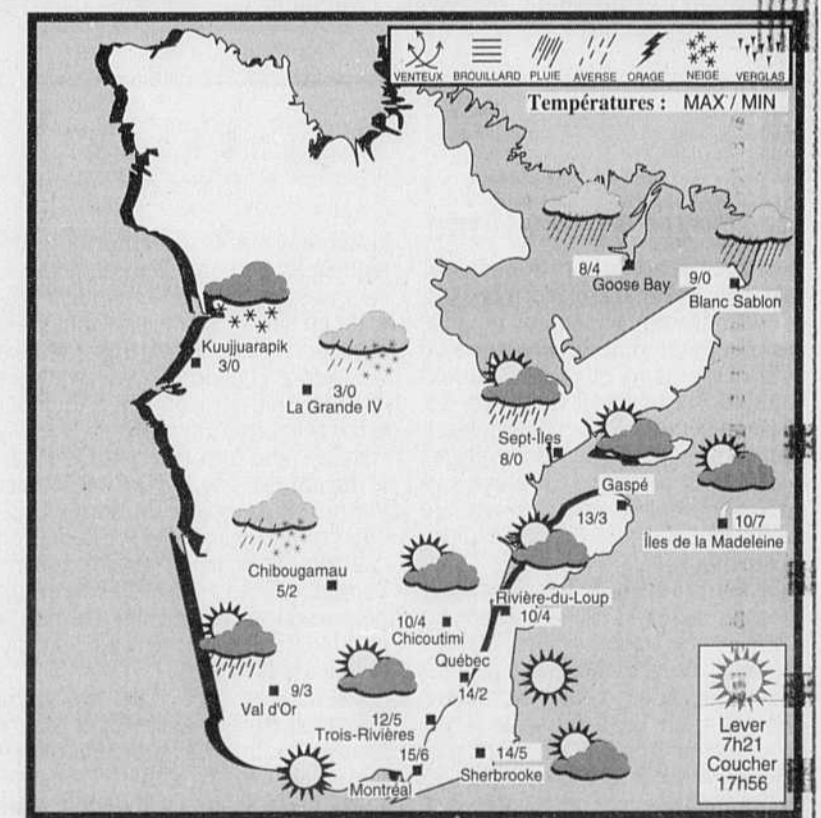 VENTEUX BROUILLARD PLUIE AVERSE ORAGE NEIGE VERGLAS
Températures : MAX / MIN
8/4
Goose Bay
9/0
Blanc Sablon
Kuujjuarapik
3/0
3/0
La Grande IV
Sept-Îles
8/0
Gaspé
13/3
10/7
Îles de la Madeleine
Chibougamau
5/2
Rivière-du-Loup
10/4
10/4
Chicoutimi
Québec
14/2
9/3
Val d'Or
12/5
Trois-Rivières
15/6
Montréal
14/5
Sherbrooke
Lever
7h21
Coucher
17h56